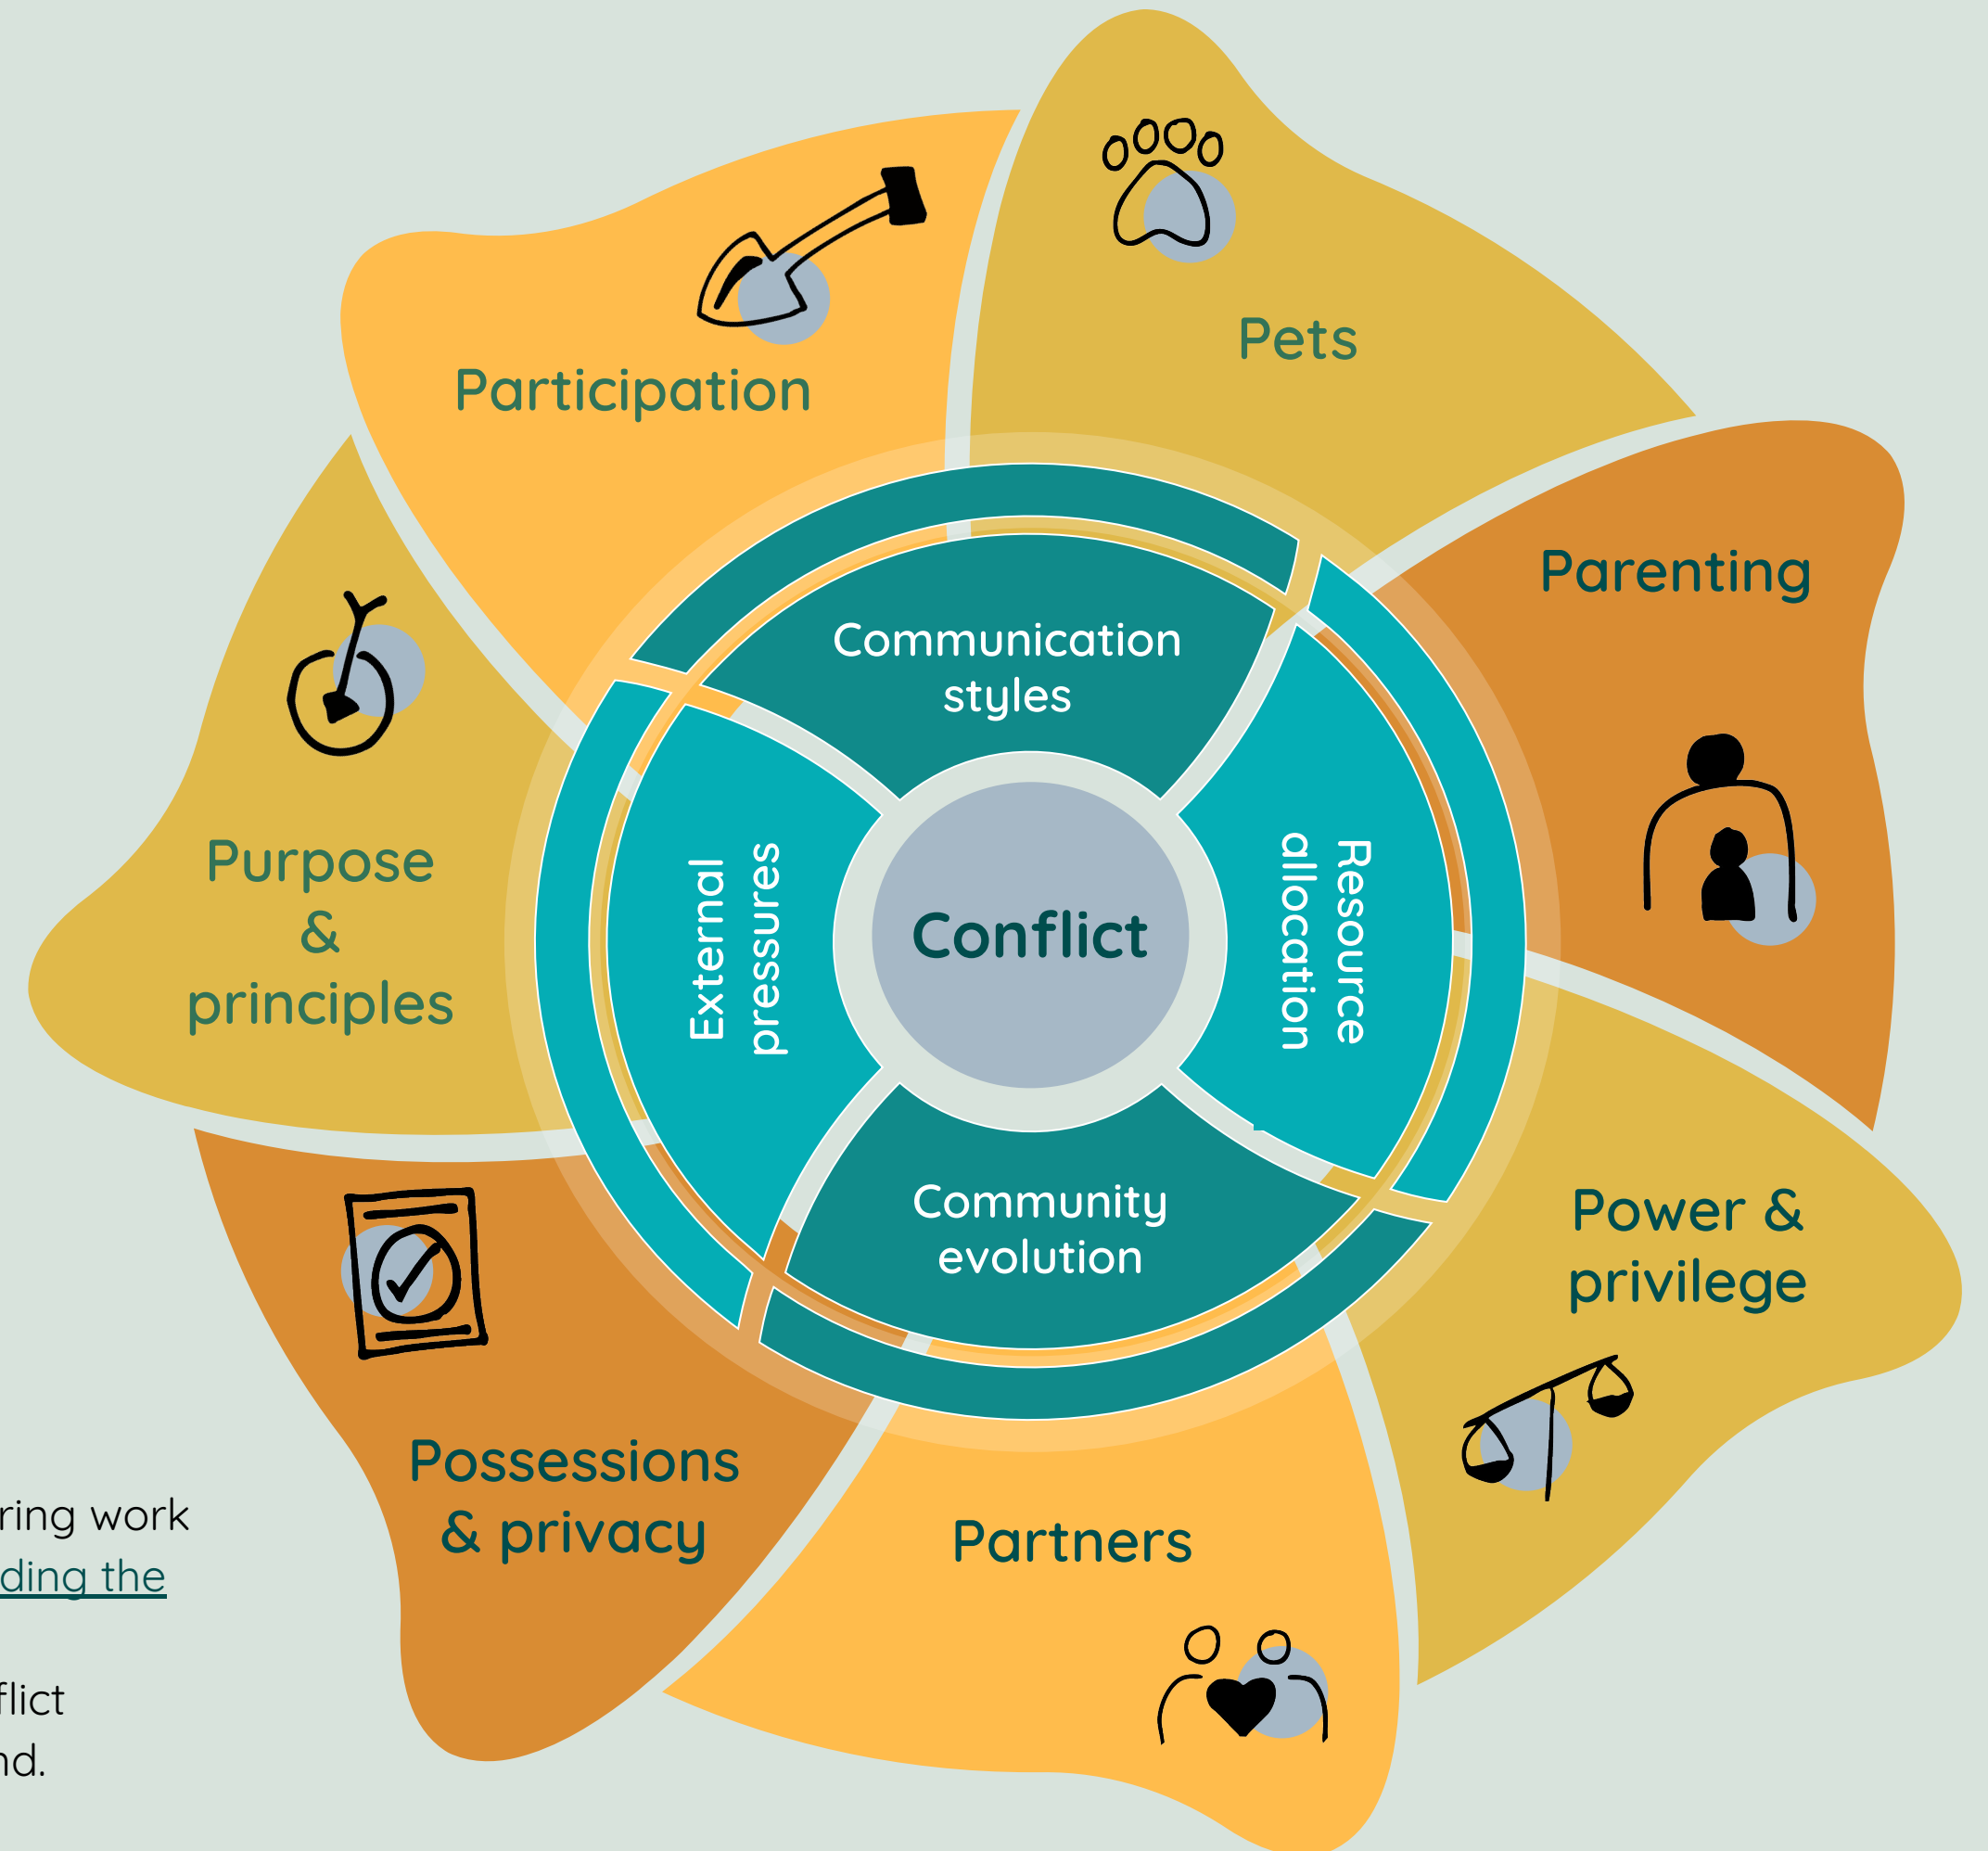 Pets
Participation
Parenting
Communication
styles
Purpose
&
principles
External
pressures
Conflict
Resource
allocation
Community
evolution
Power &
privilege
Possessions
& privacy
Partners
ring work
ding the
flict
nd.